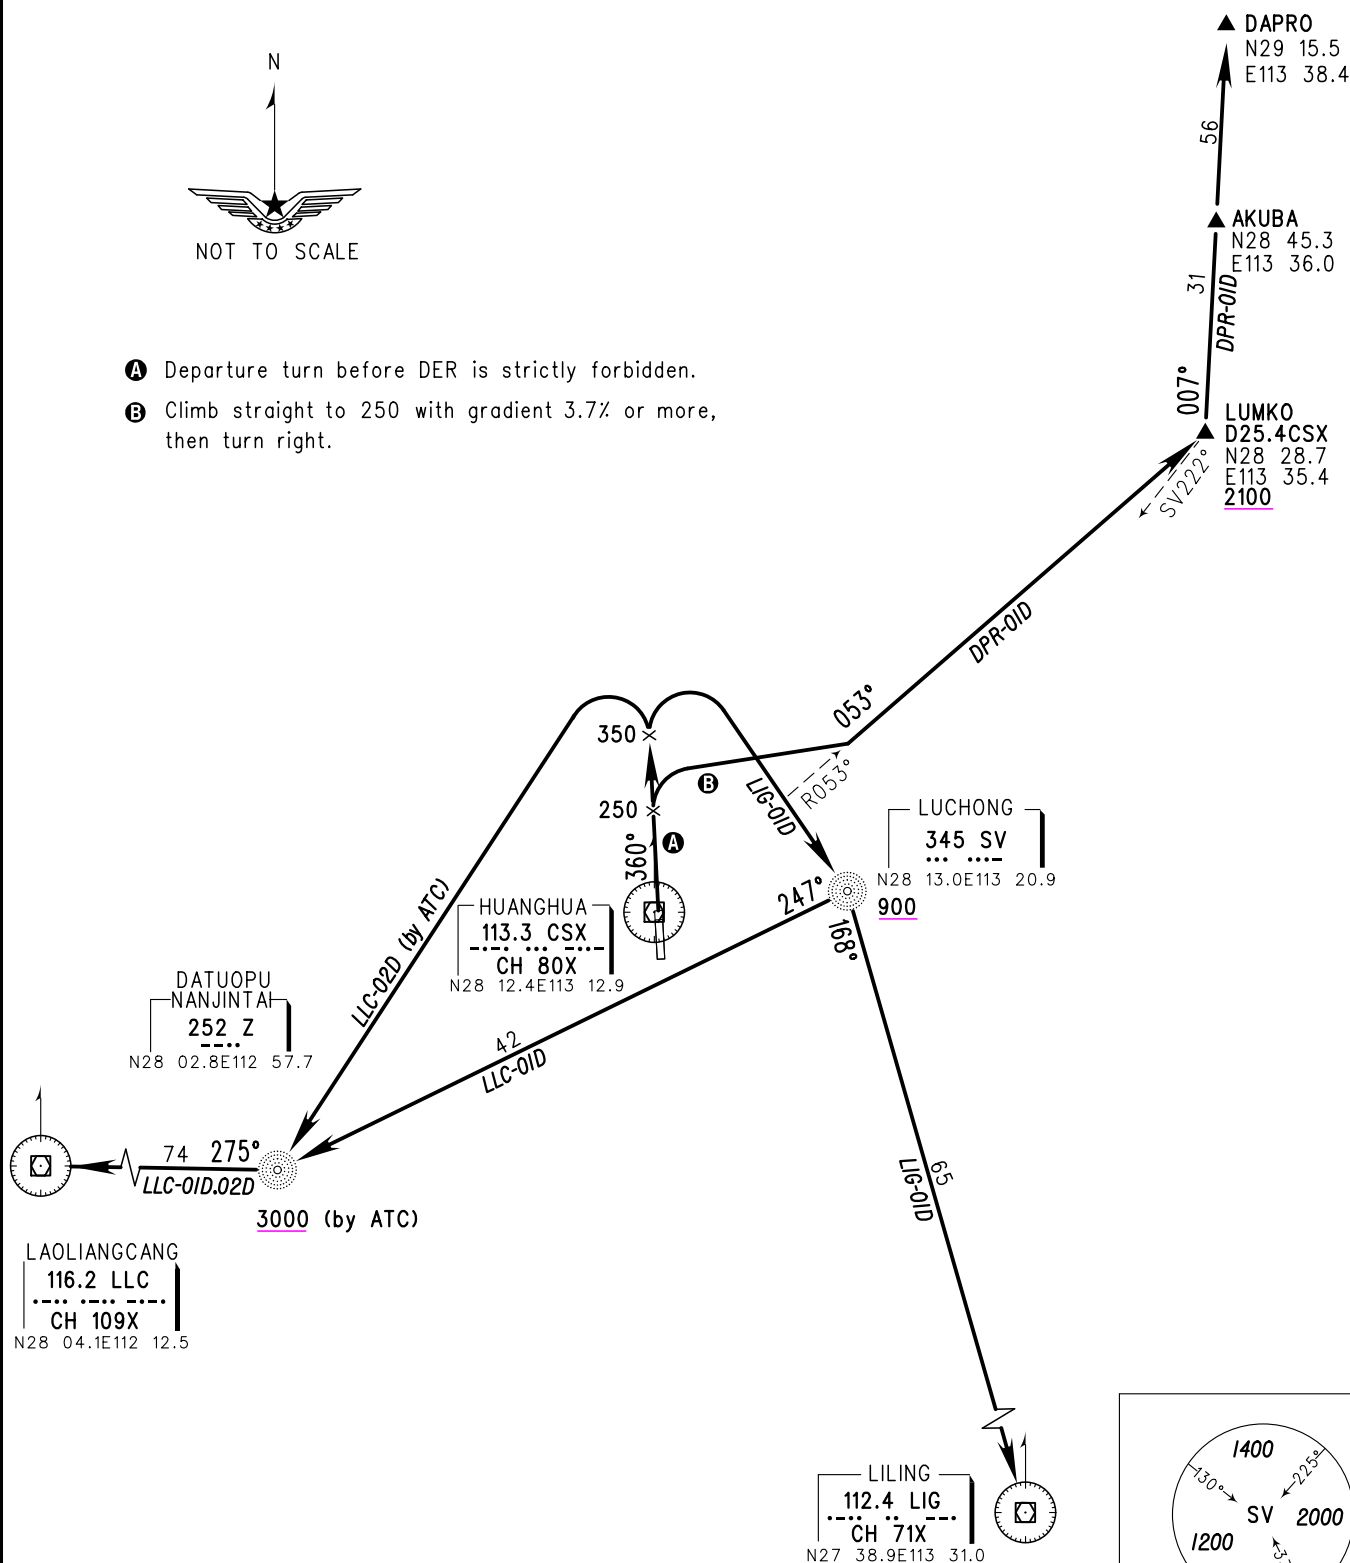 DAPRO
N29 15.5
E113 38.4
N
NOT TO SCALE
56
AKUBA
N28 45.3
E113 36.0
31
DPR-01D
007°
A Departure turn before DER is strictly forbidden.
B Climb straight to 250 with gradient 3.7% or more,
then turn right.
LUMKO
D25.4CSX
N28 28.7
E113 35.4
2100
SV222°
DPR-01D
053°
350
250
B
R053°
LIG-01D
A
360°
LUCHONG
345 SV
N28 13.0E113 20.9
900
247°
168°
HUANGHUA
113.3 CSX
CH 80X
N28 12.4E113 12.9
LLC-02D (by ATC)
DATUOPU
NANJINTAI
252 Z
N28 02.8E112 57.7
42
LLC-01D
74 275°
LLC-01D.02D
3000 (by ATC)
65
LIG-01D
LAOLIANGCANG
116.2 LLC
CH 109X
N28 04.1E112 12.5
LILING
112.4 LIG
CH 71X
N27 38.9E113 31.0
1400
130°
225°
SV
2000
1200